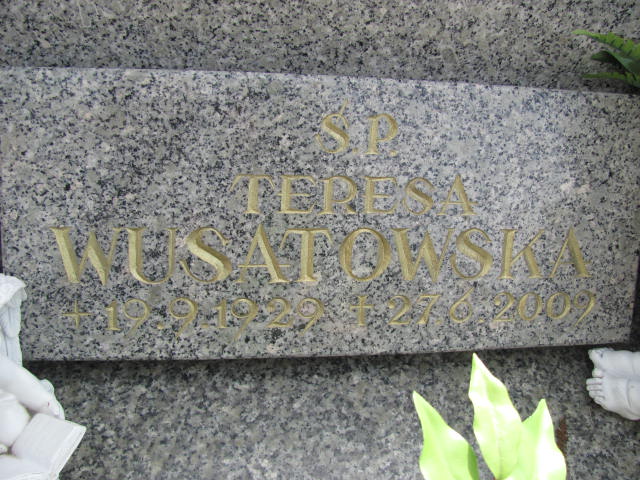 Ś.P.
TERESA
WUSATOWSKA
+ 19.9.1929 + 27.6.2009